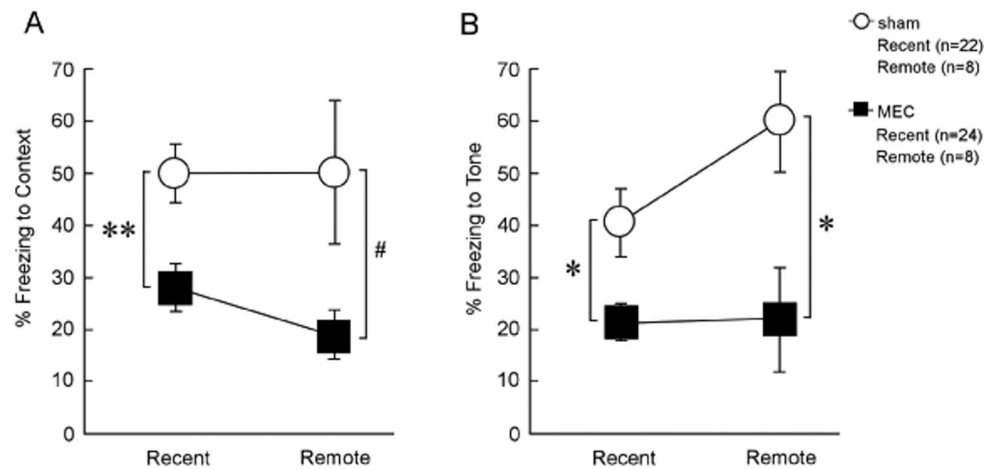 A
% Freezing to Context
70
60
50
40
30
20
10
0
**
#
Recent Remote
B
% Freezing to Tone
70
60
50
40
30
20
10
0
*
*
Recent Remote
sham
Recent (n=22)
Remote (n=8)
MEC
Recent (n=24)
Remote (n=8)